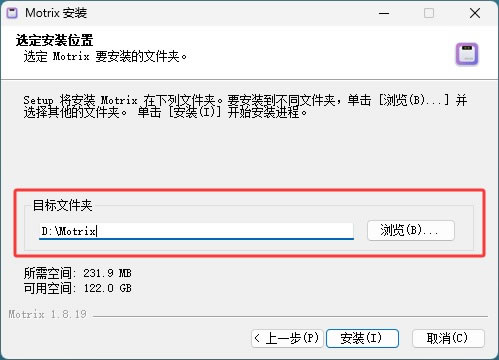 Motrix 安装
选定安装位置
选定 Motrix 要安装的文件夹。
Setup 将安装 Motrix 在下列文件夹。要安装到不同文件夹，单击 [浏览(B)...] 并
选择其他的文件夹。 单击 [安装(I)] 开始安装进程。
目标文件夹
D:\Motrix
浏览(B)...
所需空间: 231.9 MB
可用空间: 122.0 GB
Motrix 1.8.19
< 上一步(P)
安装(I)
取消(C)